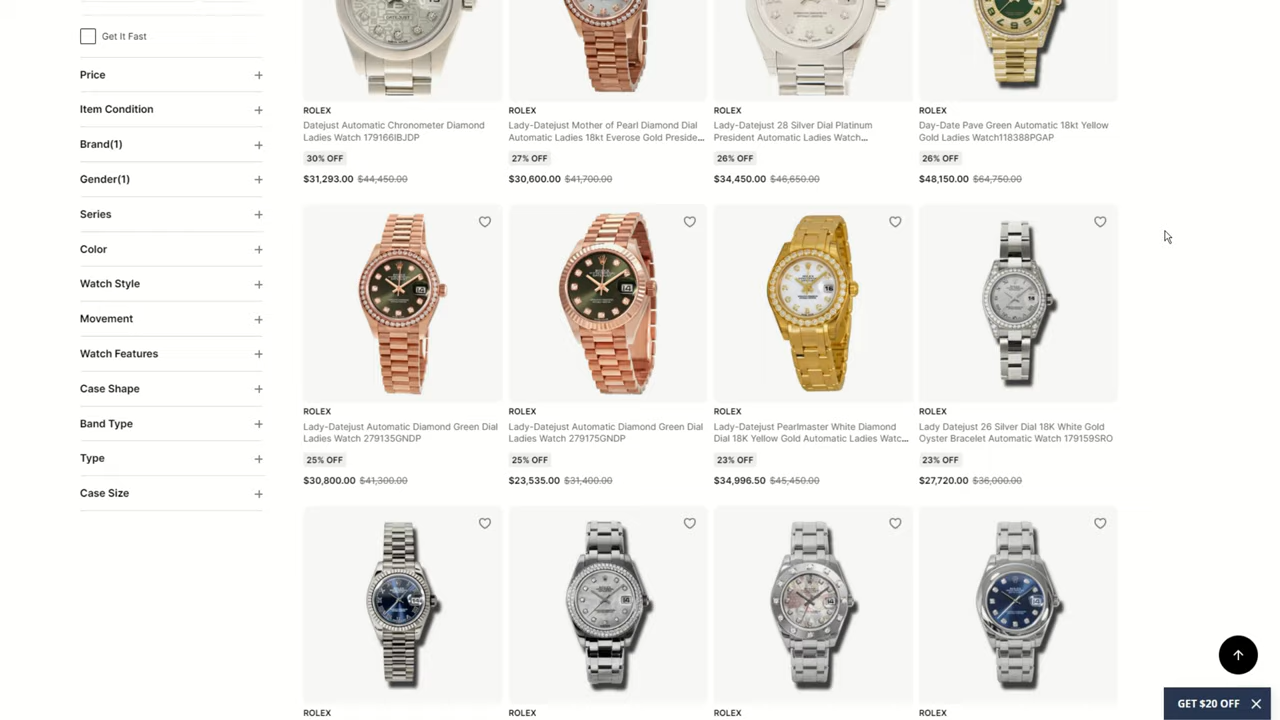 Get It Fast
Price
Item Condition
Brand(1)
Gender(1)
Series
Color
Watch Style
Movement
Watch Features
Case Shape
Band Type
Type
Case Size
ROLEX
Datejust Automatic Chronometer Diamond
Ladies Watch 179166IBJDP
30% OFF
$31,293.00 $44,450.00
ROLEX
Lady-Datejust Mother of Pearl Diamond Dial
Automatic Ladies 18kt Everose Gold Preside...
27% OFF
$30,600.00 $41,700.00
ROLEX
Lady-Datejust 28 Silver Dial Platinum
President Automatic Ladies Watch...
26% OFF
$34,450.00 $46,650.00
ROLEX
Day-Date Pave Green Automatic 18kt Yellow
Gold Ladies Watch118388PGAP
26% OFF
$48,150.00 $64,750.00
ROLEX
Lady-Datejust Automatic Diamond Green Dial
Ladies Watch 279135GNDP
25% OFF
$30,800.00 $41,300.00
ROLEX
Lady-Datejust Automatic Diamond Green Dial
Ladies Watch 279175GNDP
25% OFF
$23,535.00 $31,400.00
ROLEX
Lady-Datejust Pearlmaster White Diamond
Dial 18K Yellow Gold Automatic Ladies Watc...
23% OFF
$34,996.50 $45,450.00
ROLEX
Lady Datejust 26 Silver Dial 18K White Gold
Oyster Bracelet Automatic Watch 179159SRO
23% OFF
$27,720.00 $36,000.00
ROLEX
ROLEX
ROLEX
ROLEX
GET $20 OFF